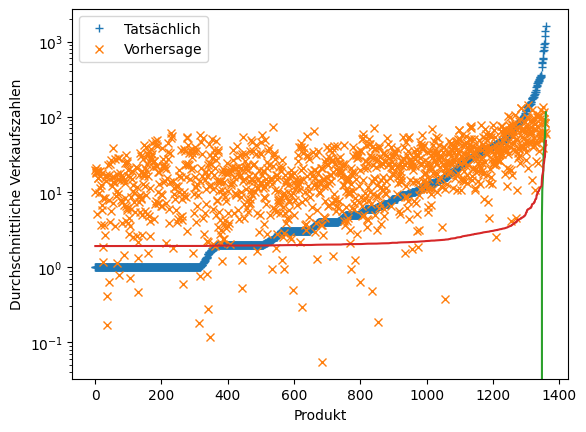 Tatsächlich
Vorhersage
Durchschnittliche Verkaufszahlen
10³
10²
10¹
10⁰
10⁻¹
0 200 400 600 800 1000 1200 1400
Produkt